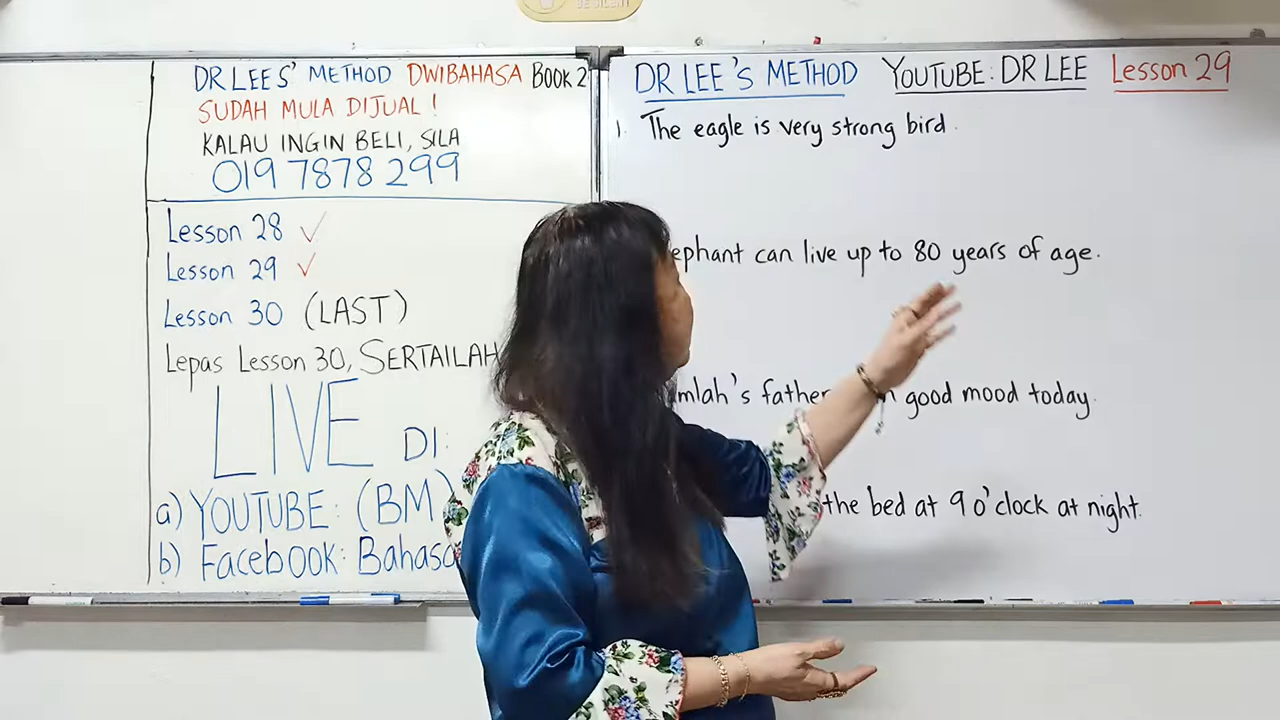 BE SILENT
DR LEE S' METHOD DWIBAHASA BOOK 2
SUDAH MULA DIJUAL !
KALAU INGIN BELI, SILA
019 7878 299
Lesson 28 ✓
Lesson 29 ✓
Lesson 30 (LAST)
Lepas Lesson 30, SERTAILAH
LIVE DI:
a) YOUTUBE: (BM)
b) Facebook: Bahasa
DR LEE'S METHOD YOUTUBE: DR LEE Lesson 29
1. The eagle is very strong bird.
ephant can live up to 80 years of age.
mlah's father n good mood today.
the bed at 9 o'clock at night.